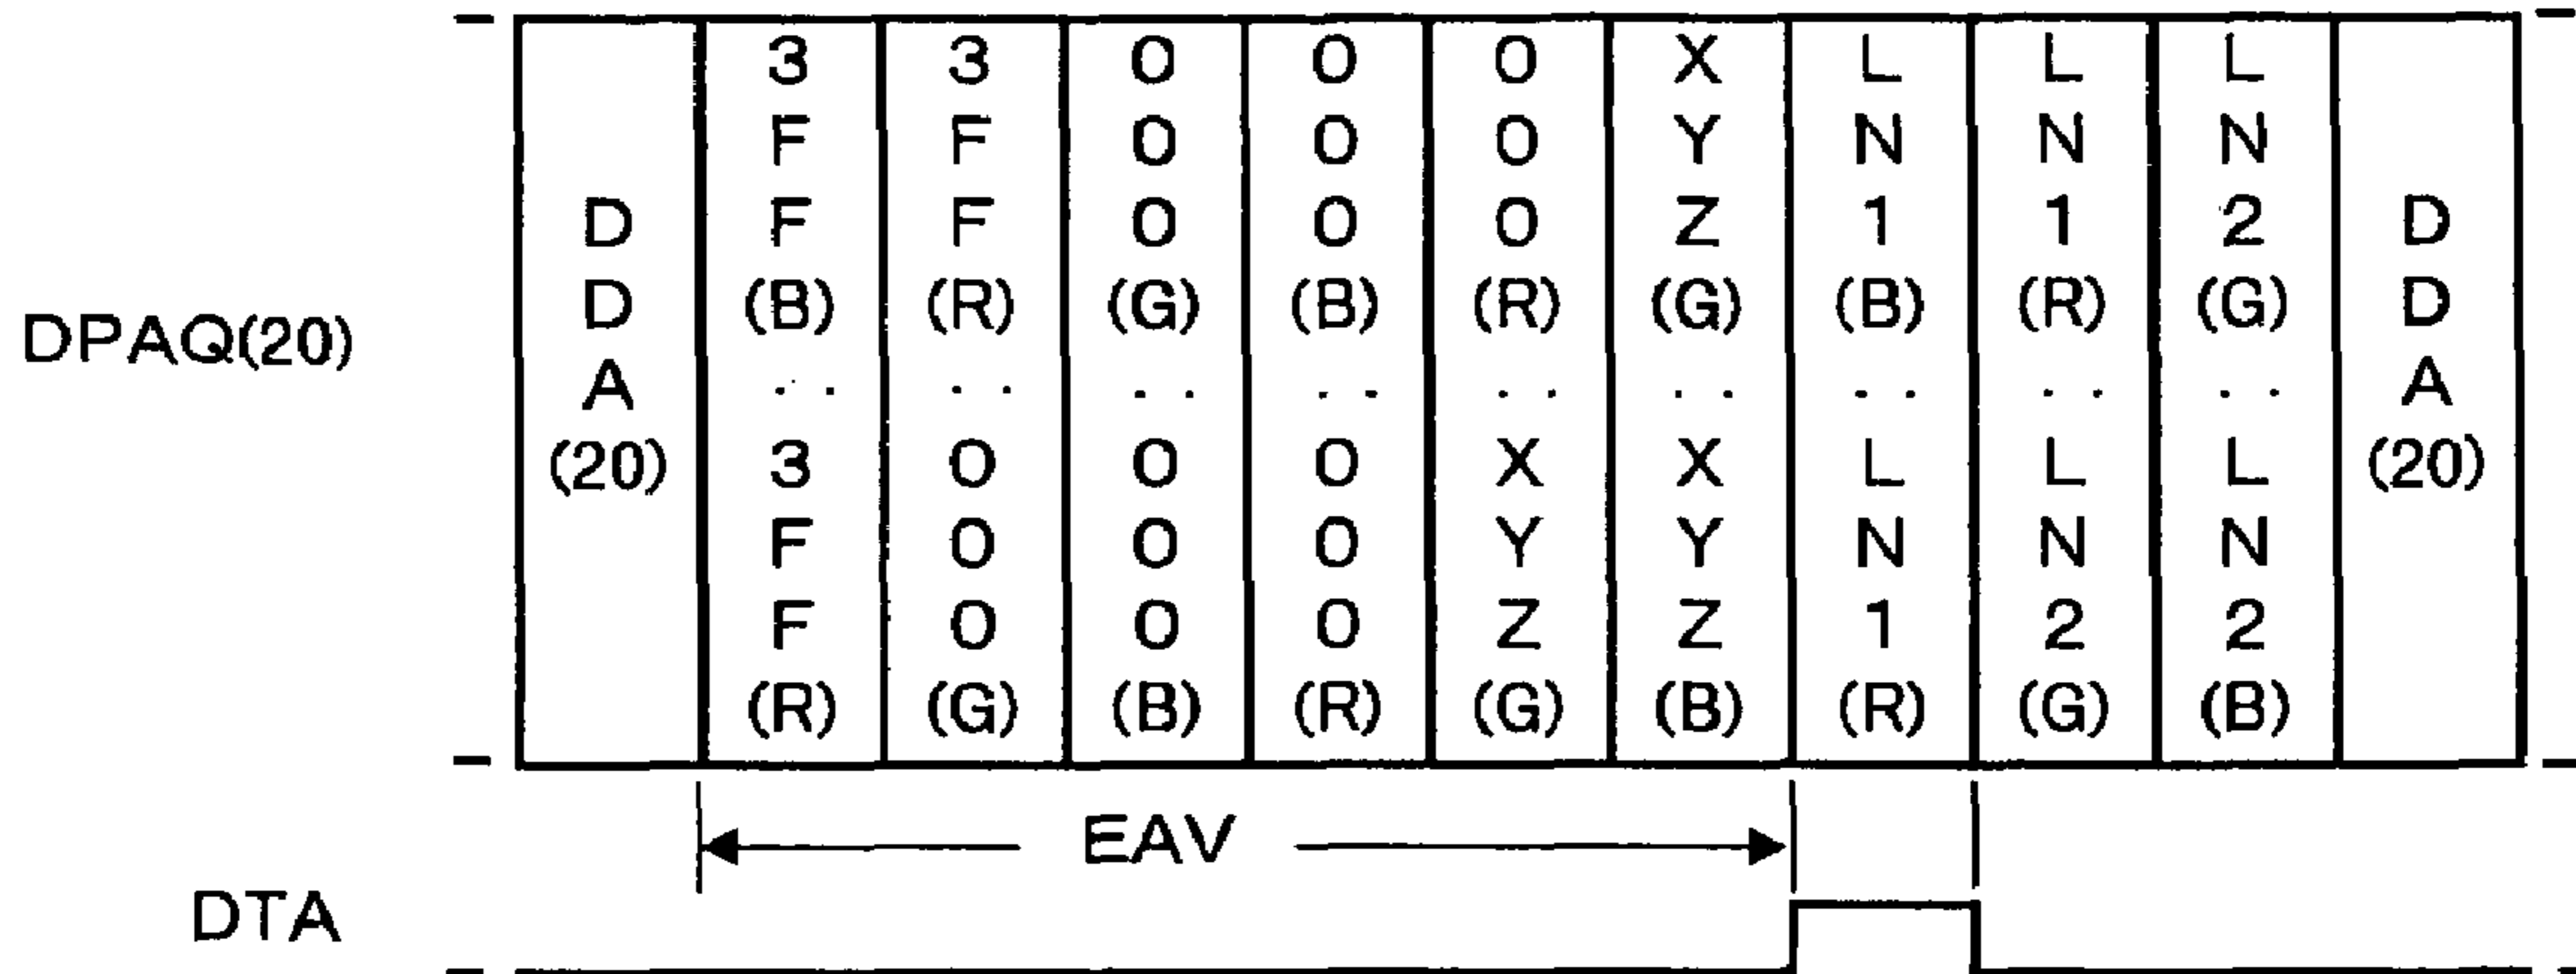 3 3 0 0 0 X L L L
F F 0 0 0 Y N N N
D F F 0 0 0 Z 1 1 2 D
D (B) (R) (G) (B) (R) (G) (B) (R) (G) D
DPAQ(20)
A .. .. .. .. .. .. .. .. .. A
(20) 3 0 0 0 X X L L L (20)
F 0 0 0 Y Y N N N
F 0 0 0 Z Z 1 2 2
(R) (G) (B) (R) (G) (B) (R) (G) (B)
EAV
DTA